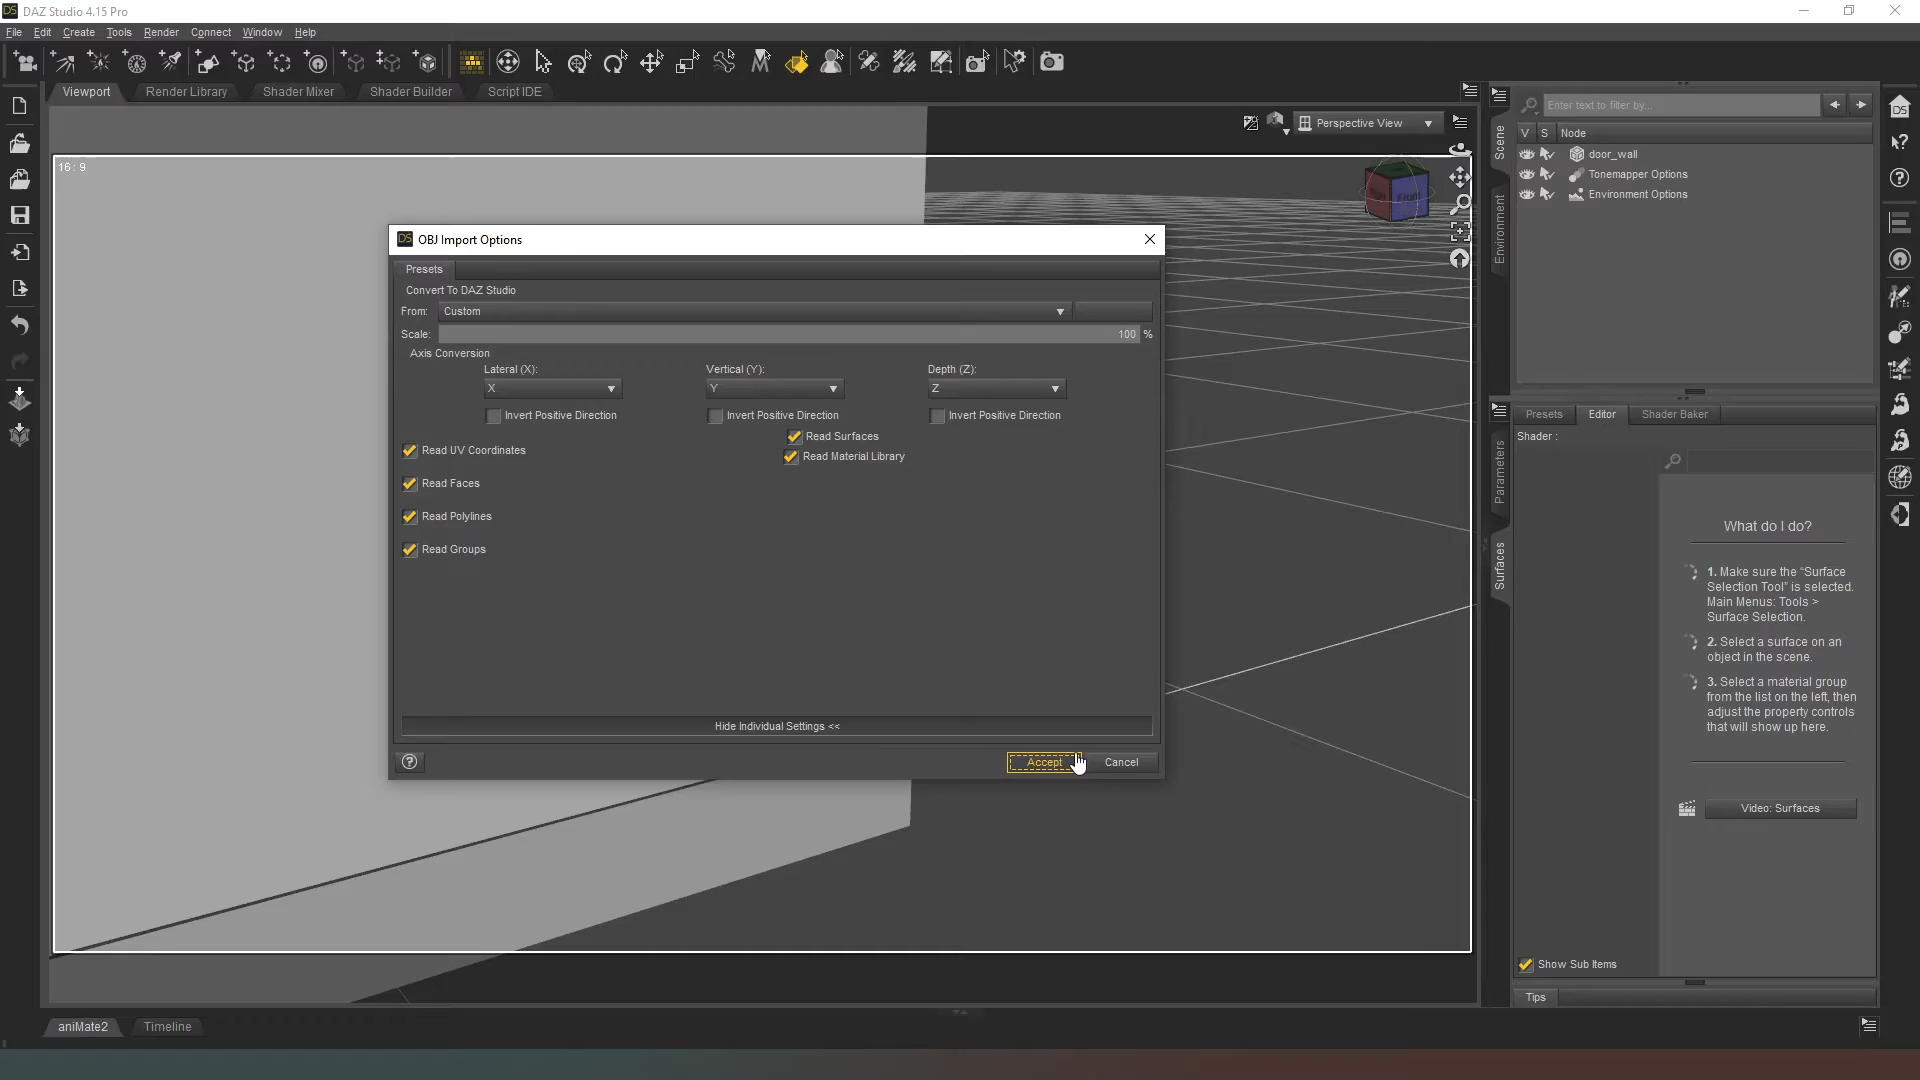 DS DAZ Studio 4.15 Pro
File Edit Create Tools Render Connect Window Help
Viewport Render Library Shader Mixer Shader Builder Script IDE
Perspective View
16 : 9
Front
DS OBJ Import Options
Presets
Convert To DAZ Studio
From: Custom
Scale: 100 %
Axis Conversion
Lateral (X): Vertical (Y): Depth (Z):
X Y Z
Invert Positive Direction Invert Positive Direction Invert Positive Direction
Read Surfaces
Read UV Coordinates
Read Material Library
Read Faces
Read Polylines
Read Groups
Hide Individual Settings <<
Accept Cancel
Scene
Environment
Enter text to filter by...
V S Node
door_wall
Tonemapper Options
Environment Options
Parameters
Surfaces
Presets Editor Shader Baker
Shader :
What do I do?
1. Make sure the “Surface
Selection Tool” is selected.
Main Menus: Tools >
Surface Selection.
2. Select a surface on an
object in the scene.
3. Select a material group
from the list on the left, then
adjust the property controls
that will show up here.
Video: Surfaces
Show Sub Items
Tips
aniMate2 Timeline